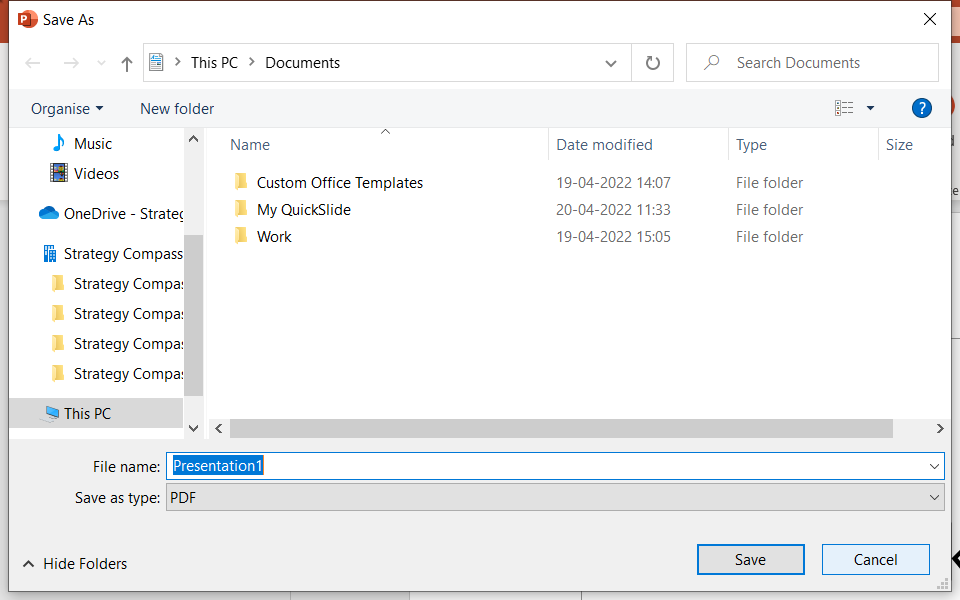 Save As
This PC > Documents
Search Documents
Organise
New folder
?
Name Date modified Type Size
Music
Videos
OneDrive - Strateg
Strategy Compass
Strategy Compas
Strategy Compas
Strategy Compas
Strategy Compas
This PC
Custom Office Templates 19-04-2022 14:07 File folder
My QuickSlide 20-04-2022 11:33 File folder
Work 19-04-2022 15:05 File folder
File name: Presentation1
Save as type: PDF
Hide Folders
Save
Cancel